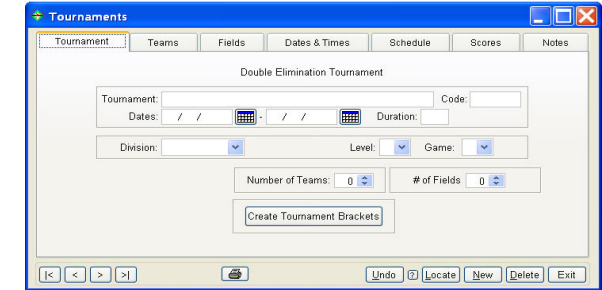 Tournaments
Tournament Teams Fields Dates & Times Schedule Scores Notes
Double Elimination Tournament
Tournament: Code:
Dates: / / - / / Duration:
Division: Level: Game:
Number of Teams: 0 # of Fields 0
Create Tournament Brackets
|< < > >| Undo ? Locate New Delete Exit